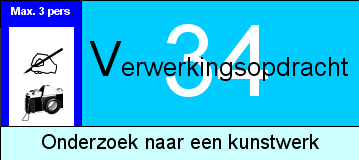 Max. 3 pers
34
Verwerkingsopdracht
Onderzoek naar een kunstwerk